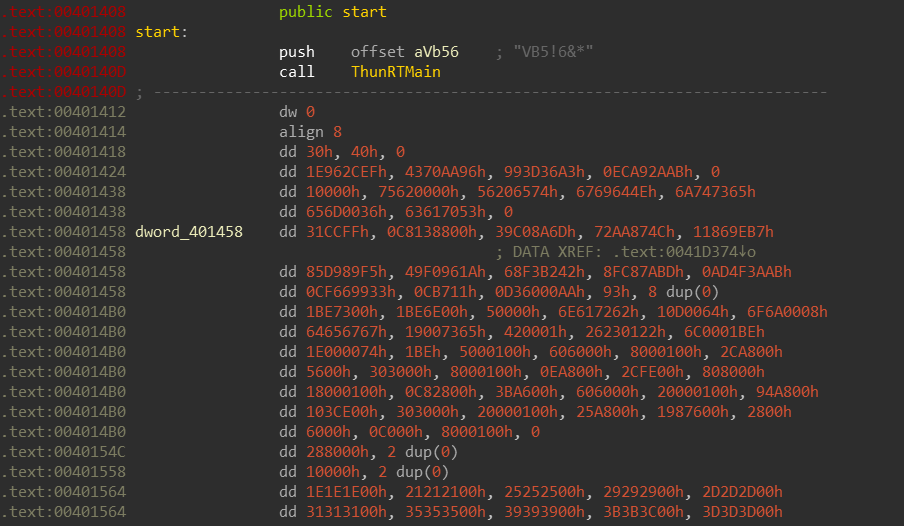 .text:00401408 public start
.text:00401408 start:
.text:00401408 push offset aVb56 ; "VB5!6&*"
.text:0040140D call ThunRTMain
.text:0040140D ; ---------------------------------------------------------------------------
.text:00401412 dw 0
.text:00401414 align 8
.text:00401418 dd 30h, 40h, 0
.text:00401424 dd 1E962CEFh, 4370AA96h, 993D36A3h, 0ECA92AABh, 0
.text:00401438 dd 10000h, 75620000h, 56206574h, 6769644Eh, 6A747365h
.text:00401438 dd 656D0036h, 63617053h, 0
.text:00401458 dword_401458 dd 31CCFFh, 0C8138800h, 39C08A6Dh, 72AA874Ch, 11869EB7h
.text:00401458 ; DATA XREF: .text:0041D374↓o
.text:00401458 dd 85D989F5h, 49F0961Ah, 68F3B242h, 8FC87ABDh, 0AD4F3AABh
.text:00401458 dd 0CF669933h, 0CB711h, 0D36000AAh, 93h, 8 dup(0)
.text:004014B0 dd 1BE7300h, 1BE6E00h, 50000h, 6E617262h, 10D0064h, 6F6A0008h
.text:004014B0 dd 64656767h, 19007365h, 420001h, 26230122h, 6C0001BEh
.text:004014B0 dd 1E000074h, 1BEh, 5000100h, 606000h, 8000100h, 2CA800h
.text:004014B0 dd 5600h, 303000h, 8000100h, 0EA800h, 2CFE00h, 808000h
.text:004014B0 dd 18000100h, 0C82800h, 3BA600h, 606000h, 20000100h, 94A800h
.text:004014B0 dd 103CE00h, 303000h, 20000100h, 25A800h, 1987600h, 2800h
.text:004014B0 dd 6000h, 0C000h, 8000100h, 0
.text:0040154C dd 288000h, 2 dup(0)
.text:00401558 dd 10000h, 2 dup(0)
.text:00401564 dd 1E1E1E00h, 21212100h, 25252500h, 29292900h, 2D2D2D00h
.text:00401564 dd 31313100h, 35353500h, 39393900h, 3B3B3C00h, 3D3D3D00h